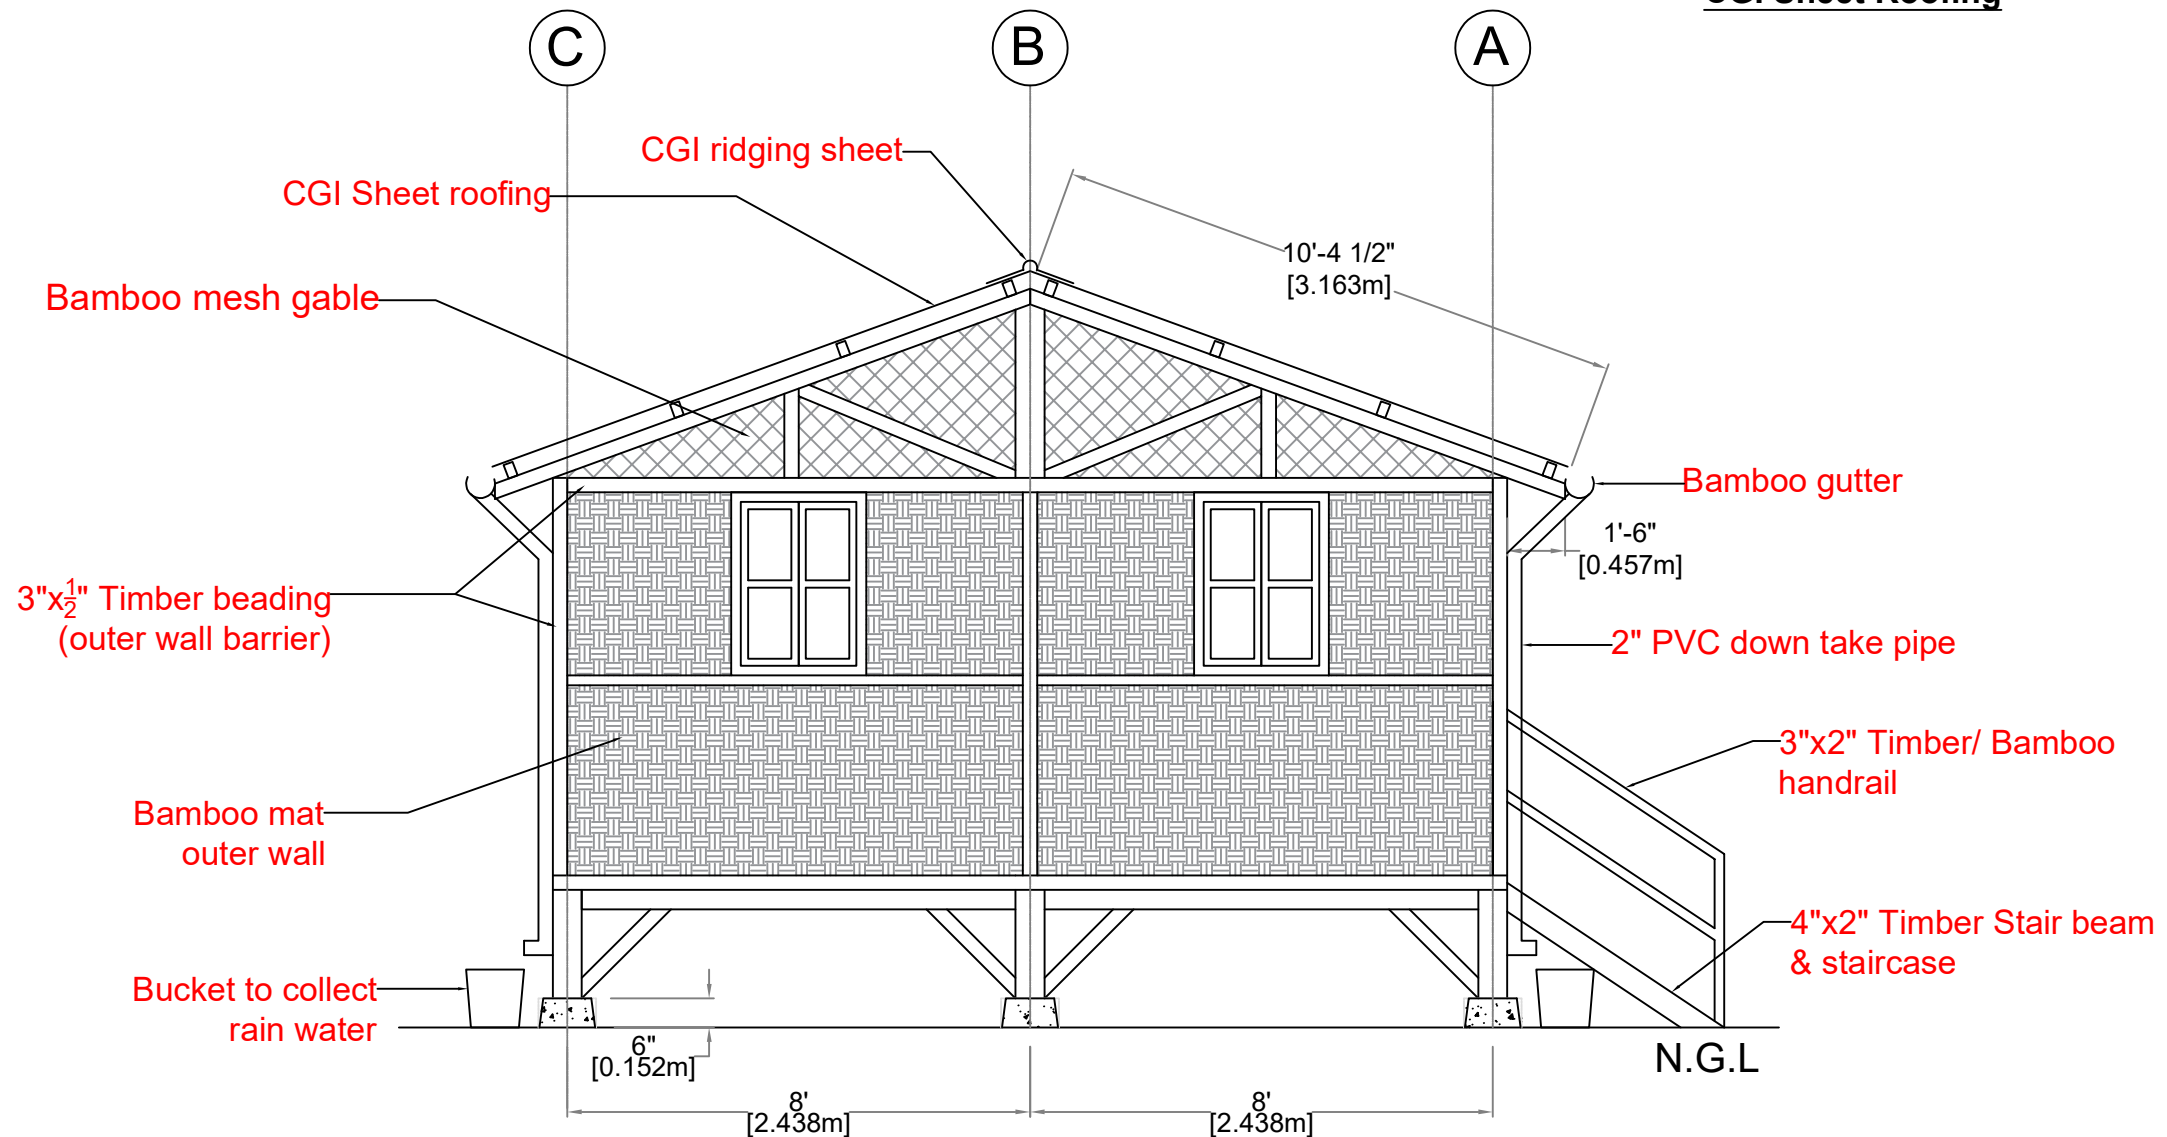 CGI Sheet Roofing
C
B
A
CGI ridging sheet
CGI Sheet roofing
10'-4 1/2"
[3.163m]
Bamboo mesh gable
Bamboo gutter
1'-6"
[0.457m]
3"x½" Timber beading
(outer wall barrier)
2" PVC down take pipe
3"x2" Timber/ Bamboo
handrail
Bamboo mat
outer wall
4"x2" Timber Stair beam
& staircase
Bucket to collect
rain water
6"
[0.152m]
N.G.L
8'
[2.438m]
8'
[2.438m]